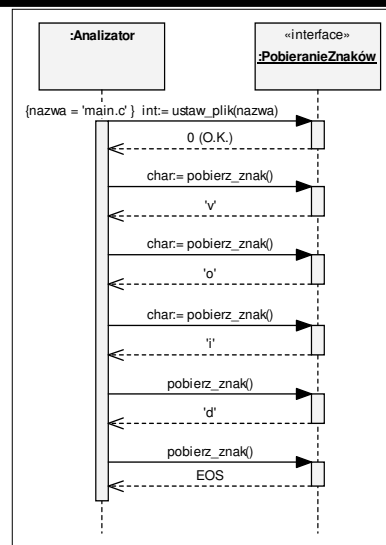 :Analizator
«interface»
:PobieranieZnaków
{nazwa = 'main.c' } int:= ustaw_plik(nazwa)
0 (O.K.)
char:= pobierz_znak()
'v'
char:= pobierz_znak()
'o'
char:= pobierz_znak()
'i'
pobierz_znak()
'd'
pobierz_znak()
EOS